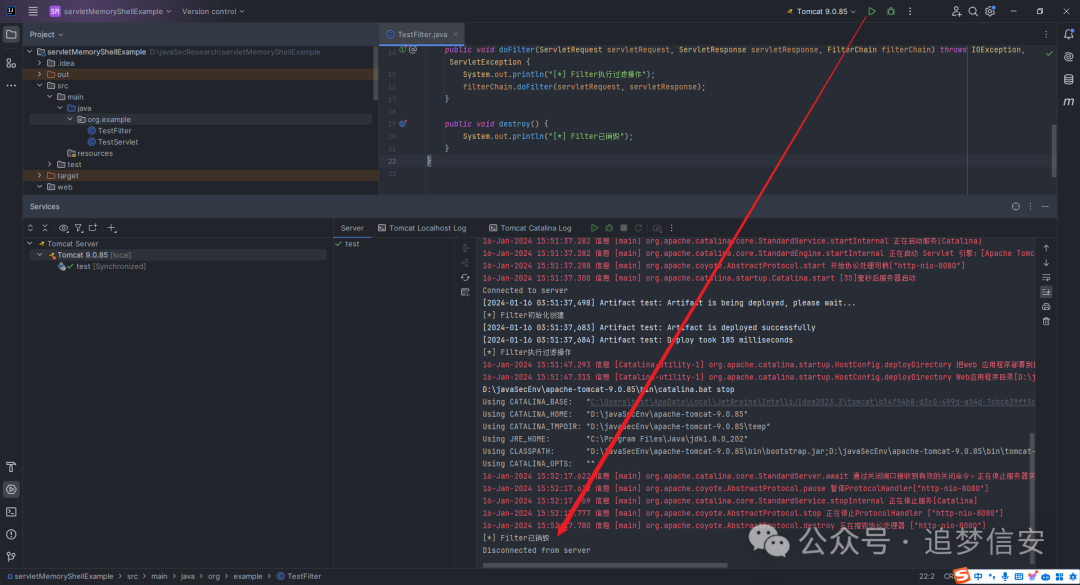 SM servletMemoryShellExample Version control Tomcat 9.0.85
Project
TestFilter.java
servletMemoryShellExample D:\javaSecResearch\servletMemoryShellExample
.idea
out
src
main
java
org.example
TestFilter
TestServlet
resources
test
target
web
14 public void doFilter(ServletRequest servletRequest, ServletResponse servletResponse, FilterChain filterChain) throws IOException,
ServletException {
15 System.out.println("[*] Filter执行过滤操作");
16 filterChain.doFilter(servletRequest, servletResponse);
17 }
18
19 public void destroy() {
20 System.out.println("[*] Filter已销毁");
21 }
22 }
23
Services
Server Tomcat Localhost Log Tomcat Catalina Log
Tomcat Server
Tomcat 9.0.85 [local]
test [Synchronized]
test
16-Jan-2024 15:51:37.282 信息 [main] org.apache.catalina.core.StandardService.startInternal 正在启动服务[Catalina]
16-Jan-2024 15:51:37.282 信息 [main] org.apache.catalina.core.StandardEngine.startInternal 正在启动 Servlet 引擎：[Apache Tomc
16-Jan-2024 15:51:37.288 信息 [main] org.apache.coyote.AbstractProtocol.start 开始协议处理句柄["http-nio-8080"]
16-Jan-2024 15:51:37.300 信息 [main] org.apache.catalina.startup.Catalina.start [35]毫秒后服务器启动
Connected to server
[2024-01-16 03:51:37,498] Artifact test: Artifact is being deployed, please wait...
[*] Filter初始化创建
[2024-01-16 03:51:37,683] Artifact test: Artifact is deployed successfully
[2024-01-16 03:51:37,684] Artifact test: Deploy took 185 milliseconds
[*] Filter执行过滤操作
16-Jan-2024 15:51:47.293 信息 [Catalina-utility-1] org.apache.catalina.startup.HostConfig.deployDirectory 把web 应用程序部署到
16-Jan-2024 15:51:47.315 信息 [Catalina-utility-1] org.apache.catalina.startup.HostConfig.deployDirectory Web应用程序目录[D:\j
D:\javaSecEnv\apache-tomcat-9.0.85\bin\catalina.bat stop
Using CATALINA_BASE: "C:\Users\test\AppData\Local\JetBrains\IntelliJIdea2023.3\tomcat\
Using CATALINA_HOME: "D:\javaSecEnv\apache-tomcat-9.0.85"
Using CATALINA_TMPDIR: "D:\javaSecEnv\apache-tomcat-9.0.85\temp"
Using JRE_HOME: "C:\Program Files\Java\jdk1.8.0_202"
Using CLASSPATH: "D:\javaSecEnv\apache-tomcat-9.0.85\bin\bootstrap.jar;D:\javaSecEnv\apache-tomcat-9.0.85\bin\tomcat-
Using CATALINA_OPTS: ""
16-Jan-2024 15:52:17.622 信息 [main] org.apache.catalina.core.StandardServer.await 通过关闭端口接收到有效的关闭命令。正在停止服务器实
16-Jan-2024 信息 [main] org.apache.coyote.AbstractProtocol.pause 暂停ProtocolHandler["http-nio-8080"]
16-Jan-2024 信息 [main] org.apache.catalina.core.StandardService.stopInternal 正在停止服务[Catalina]
16-Jan-2024 信息 [main] org.apache.coyote.AbstractProtocol.stop 正在停止ProtocolHandler ["http-nio-8080"]
16-Jan-2024 信息 [main] org.apache.coyote.AbstractProtocol.destroy 正在摧毁协议处理器 ["http-nio-8080"]
[*] Filter已销毁
Disconnected from server
公众号 · 追梦信安
servletMemoryShellExample > src > main > java > org > example > TestFilter
22:2
中